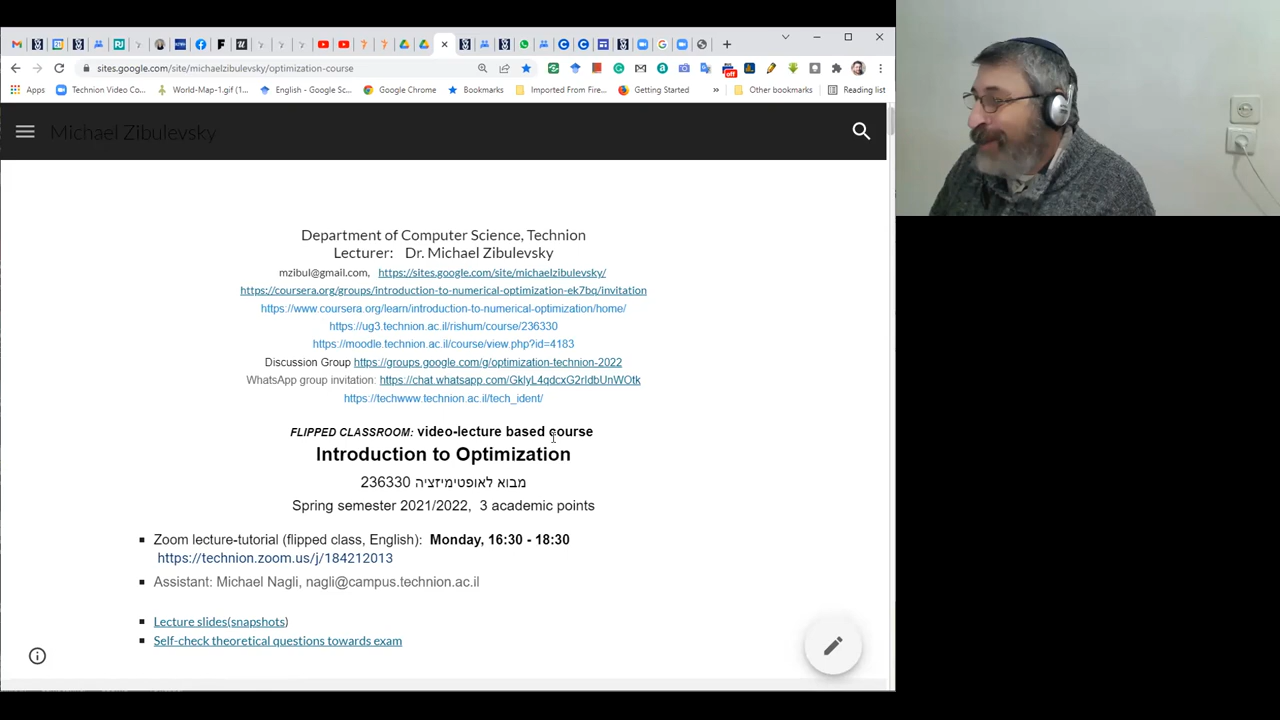 sites.google.com/site/michaelzibulevsky/optimization-course
Apps
Technion Video Co...
World-Map-1.gif (1...
English - Google Sc...
Google Chrome
Bookmarks
Imported From Fire...
Getting Started
»
Other bookmarks
Reading list
off
Michael Zibulevsky
Department of Computer Science, Technion
Lecturer: Dr. Michael Zibulevsky
mzibul@gmail.com, https://sites.google.com/site/michaelzibulevsky/
https://coursera.org/groups/introduction-to-numerical-optimization-ek7bq/invitation
https://www.coursera.org/learn/introduction-to-numerical-optimization/home/
https://ug3.technion.ac.il/rishum/course/236330
https://moodle.technion.ac.il/course/view.php?id=4183
Discussion Group https://groups.google.com/g/optimization-technion-2022
WhatsApp group invitation: https://chat.whatsapp.com/GklyL4qdcxG2rIdbUnWOtk
https://techwww.technion.ac.il/tech_ident/
FLIPPED CLASSROOM: video-lecture based course
Introduction to Optimization
מבוא לאופטימיזציה 236330
Spring semester 2021/2022, 3 academic points
Zoom lecture-tutorial (flipped class, English): Monday, 16:30 - 18:30
https://technion.zoom.us/j/184212013
Assistant: Michael Nagli, nagli@campus.technion.ac.il
Lecture slides(snapshots)
Self-check theoretical questions towards exam